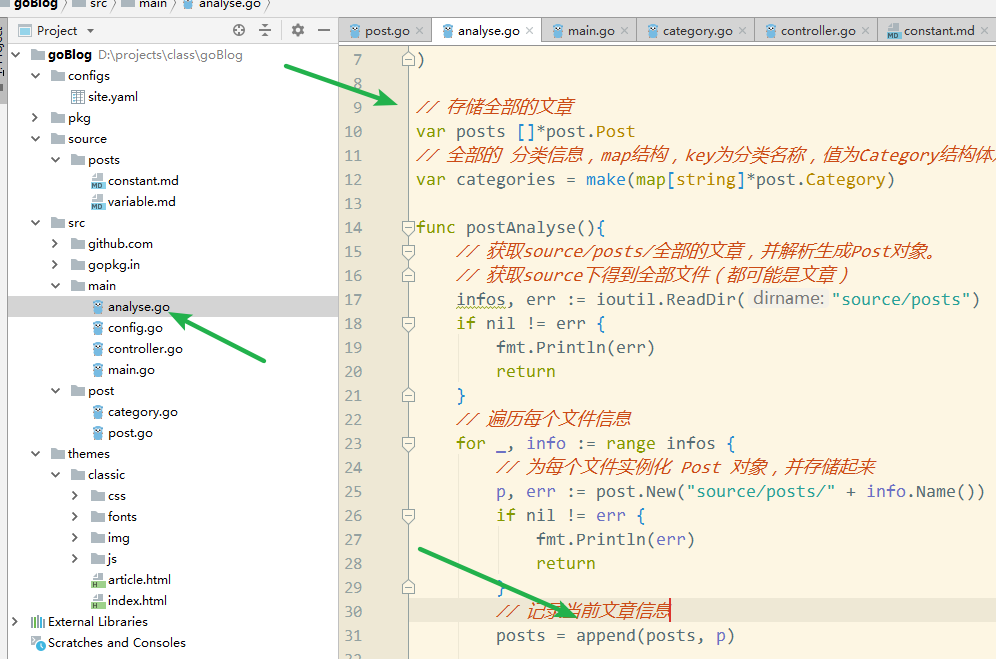 goBlog src main analyse.go
Project
goBlog D:\projects\class\goBlog
configs
site.yaml
pkg
source
posts
constant.md
variable.md
src
github.com
gopkg.in
main
analyse.go
config.go
controller.go
main.go
post
category.go
post.go
themes
classic
css
fonts
img
js
article.html
index.html
External Libraries
Scratches and Consoles
post.go analyse.go main.go category.go controller.go constant.md
7 )
8
9 // 存储全部的文章
10 var posts []*post.Post
11 // 全部的 分类信息，map结构，key为分类名称，值为Category结构体
12 var categories = make(map[string]*post.Category)
13
14 func postAnalyse(){
15 // 获取source/posts/全部的文章，并解析生成Post对象。
16 // 获取source下得到全部文件（都可能是文章）
17 infos, err := ioutil.ReadDir( dirname: "source/posts")
18 if nil != err {
19 fmt.Println(err)
20 return
21 }
22 // 遍历每个文件信息
23 for _, info := range infos {
24 // 为每个文件实例化 Post 对象，并存储起来
25 p, err := post.New("source/posts/" + info.Name())
26 if nil != err {
27 fmt.Println(err)
28 return
29 }
30 // 记录当前文章信息
31 posts = append(posts, p)